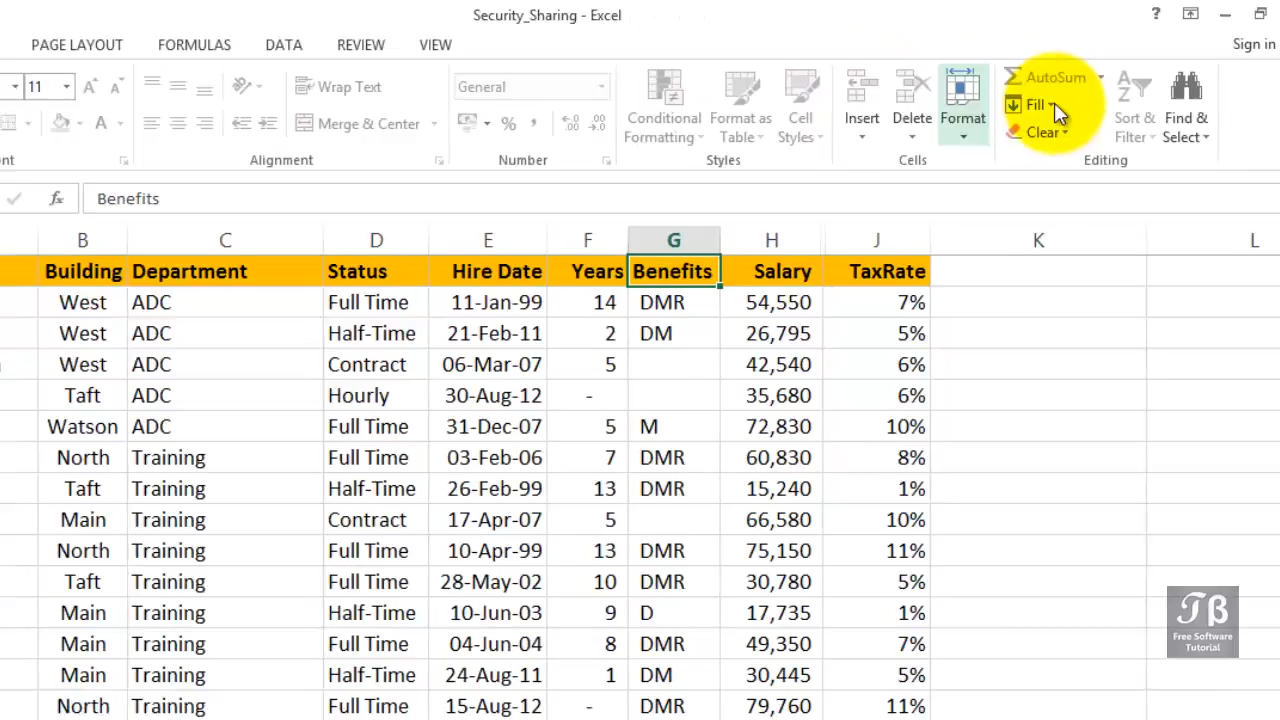 Security_Sharing - Excel
?
PAGE LAYOUT FORMULAS DATA REVIEW VIEW Sign in
11 A A Wrap Text General Σ AutoSum
Conditional Formatting Format as Table Cell Styles Insert Delete Format Fill Sort & Filter Find & Select
A Merge & Center % , .00 Clear
Alignment Number Styles Cells Editing
fx Benefits
B C D E F G H J K L
Building Department Status Hire Date Years Benefits Salary TaxRate
West ADC Full Time 11-Jan-99 14 DMR 54,550 7%
West ADC Half-Time 21-Feb-11 2 DM 26,795 5%
West ADC Contract 06-Mar-07 5 42,540 6%
Taft ADC Hourly 30-Aug-12 - 35,680 6%
Watson ADC Full Time 31-Dec-07 5 M 72,830 10%
North Training Full Time 03-Feb-06 7 DMR 60,830 8%
Taft Training Half-Time 26-Feb-99 13 DMR 15,240 1%
Main Training Contract 17-Apr-07 5 66,580 10%
North Training Full Time 10-Apr-99 13 DMR 75,150 11%
Taft Training Full Time 28-May-02 10 DMR 30,780 5%
Main Training Half-Time 10-Jun-03 9 D 17,735 1%
Main Training Full Time 04-Jun-04 8 DMR 49,350 7%
Main Training Half-Time 24-Aug-11 1 DM 30,445 5%
North Training Full Time 15-Aug-12 - DMR 79,760 11%
Free Software
Tutorial